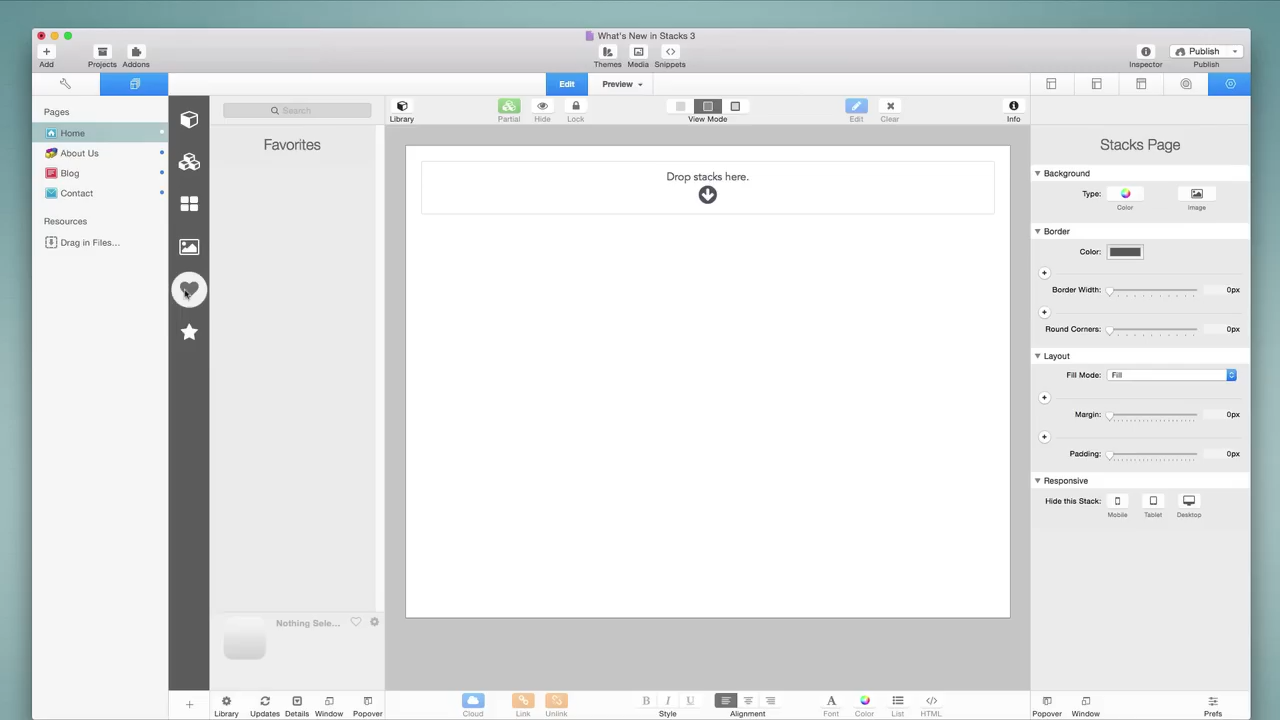 What's New in Stacks 3
Add
Projects
Addons
Themes
Media
Snippets
Inspector
Publish
Publish
Edit
Preview
Pages
Home
About Us
Blog
Contact
Resources
Drag in Files...
Search
Favorites
Nothing Sele...
Library
Partial
Hide
Lock
View Mode
Edit
Clear
Info
Drop stacks here.
Stacks Page
Background
Type:
Color
Image
Border
Color:
Border Width: 0px
Round Corners: 0px
Layout
Fill Mode: Fill
Margin: 0px
Padding: 0px
Responsive
Hide this Stack:
Mobile
Tablet
Desktop
Library
Updates
Details
Window
Popover
Cloud
Link
Unlink
B I U
Style
Alignment
A
Font
Color
List
HTML
Popover
Window
Prefs